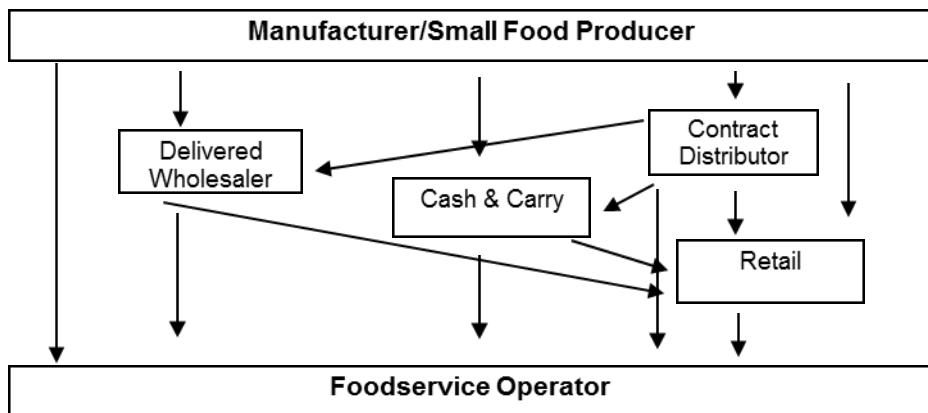 Manufacturer/Small Food Producer
Delivered
Wholesaler
Cash & Carry
Contract
Distributor
Retail
Foodservice Operator